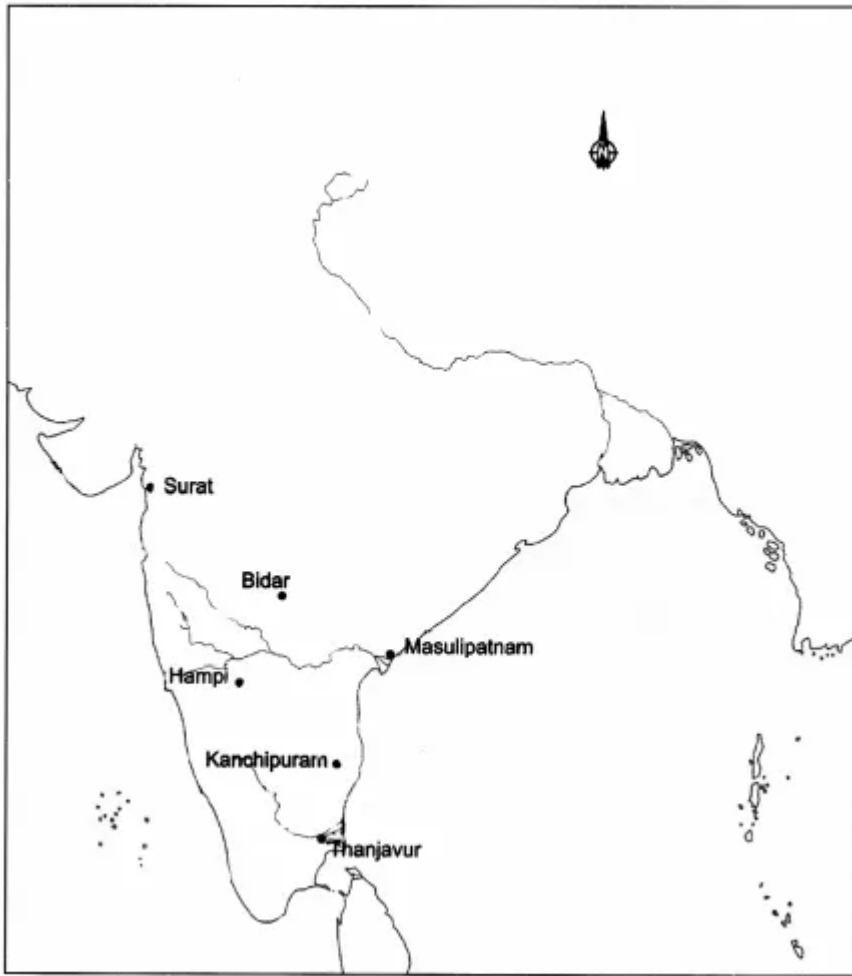 N
Surat
Bidar
Masulipatnam
Hampi
Kanchipuram
Thanjavur